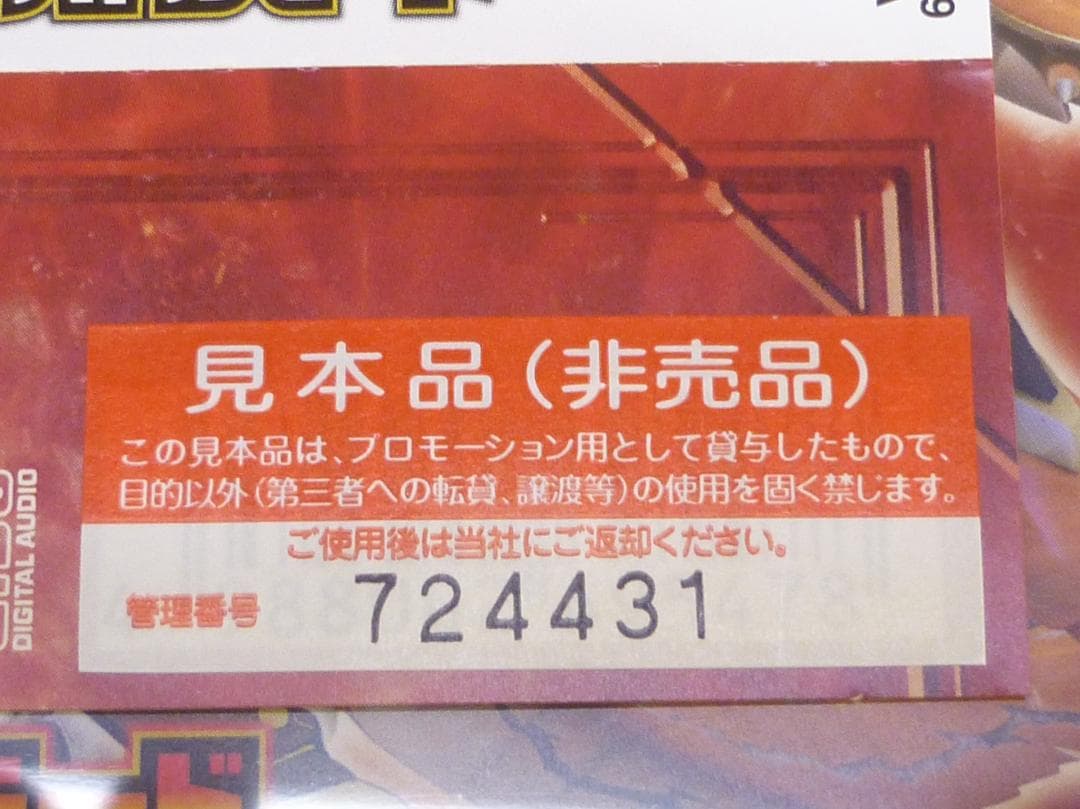 見本品(非売品)
この見本品は、プロモーション用として貸与したもので、
目的以外(第三者への転貸、譲渡等)の使用を固く禁じます。
ご使用後は当社にご返却ください。
管理番号 724431
DIGITAL AUDIO